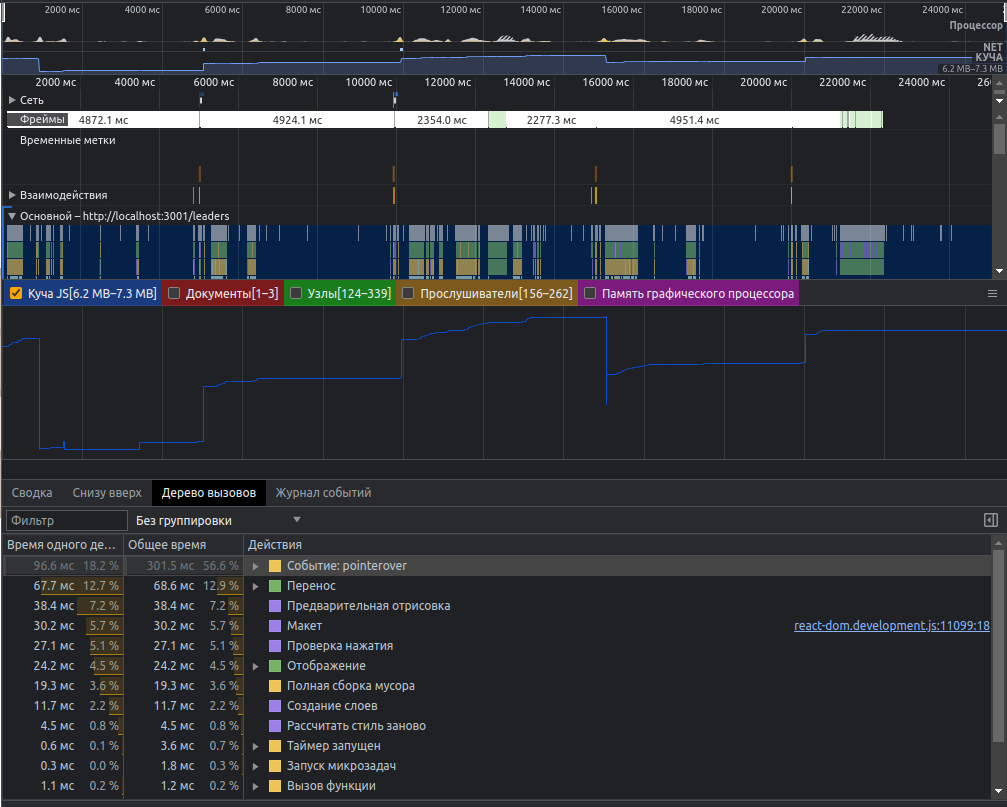 2000 мс 4000 мс 6000 мс 8000 мс 10000 мс 12000 мс 14000 мс 16000 мс 18000 мс 20000 мс 22000 мс 24000 мс
Процессор
NET
КУЧА
6.2 MB–7.3 MB
2000 мс 4000 мс 6000 мс 8000 мс 10000 мс 12000 мс 14000 мс 16000 мс 18000 мс 20000 мс 22000 мс 24000 мс 26
Сеть
Фреймы 4872.1 мс 4924.1 мс 2354.0 мс 2277.3 мс 4951.4 мс
Временные метки
Взаимодействия
Основной – http://localhost:3001/leaders
Куча JS[6.2 MB–7.3 MB] Документы[1–3] Узлы[124–339] Прослушиватели[156–262] Память графического процессора
Сводка Снизу вверх Дерево вызовов Журнал событий
Фильтр Без группировки
Время одного де... Общее время Действия
96.6 мс 18.2 % 301.5 мс 56.6 % Событие: pointerover
67.7 мс 12.7 % 68.6 мс 12.9 % Перенос
38.4 мс 7.2 % 38.4 мс 7.2 % Предварительная отрисовка
30.2 мс 5.7 % 30.2 мс 5.7 % Макет react-dom.development.js:11099:18
27.1 мс 5.1 % 27.1 мс 5.1 % Проверка нажатия
24.2 мс 4.5 % 24.2 мс 4.5 % Отображение
19.3 мс 3.6 % 19.3 мс 3.6 % Полная сборка мусора
11.7 мс 2.2 % 11.7 мс 2.2 % Создание слоев
4.5 мс 0.8 % 4.5 мс 0.8 % Рассчитать стиль заново
0.6 мс 0.1 % 3.6 мс 0.7 % Таймер запущен
0.3 мс 0.0 % 1.8 мс 0.3 % Запуск микрозадач
1.1 мс 0.2 % 1.2 мс 0.2 % Вызов функции